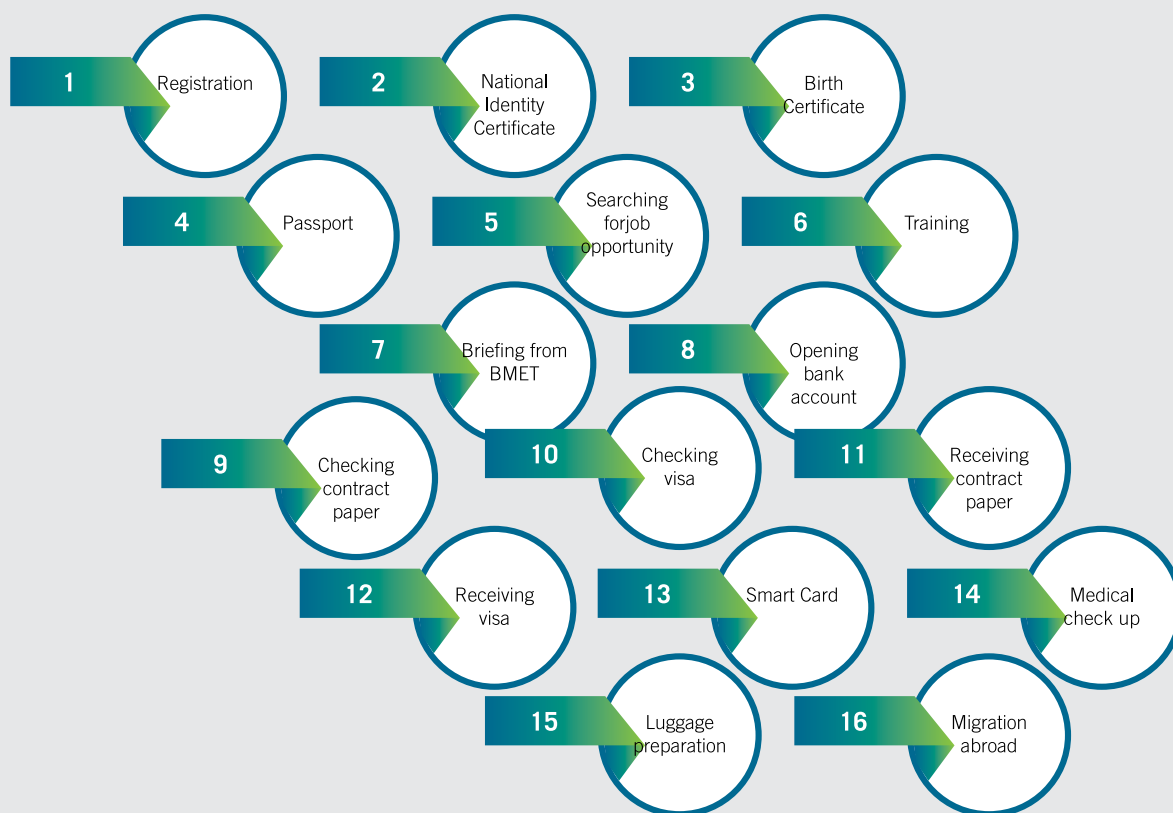 1
Registration
2
National
Identity
Certificate
3
Birth
Certificate
4
Passport
5
Searching
forjob
opportunity
6
Training
7
Briefing from
BMET
8
Opening
bank
account
9
Checking
contract
paper
10
Checking
visa
11
Receiving
contract
paper
12
Receiving
visa
13
Smart Card
14
Medical
check up
15
Luggage
preparation
16
Migration
abroad